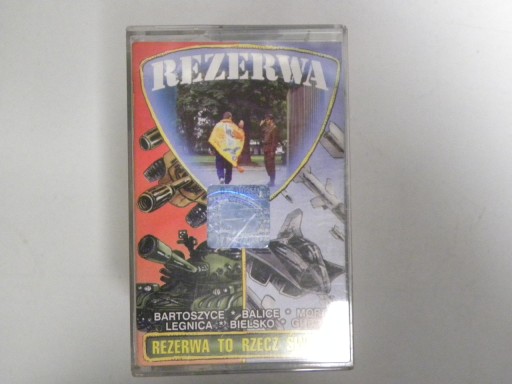 REZERWA
BARTOSZYCE * BALICE *
LEGNICA * BIELSKO *
REZERWA TO RZECZ